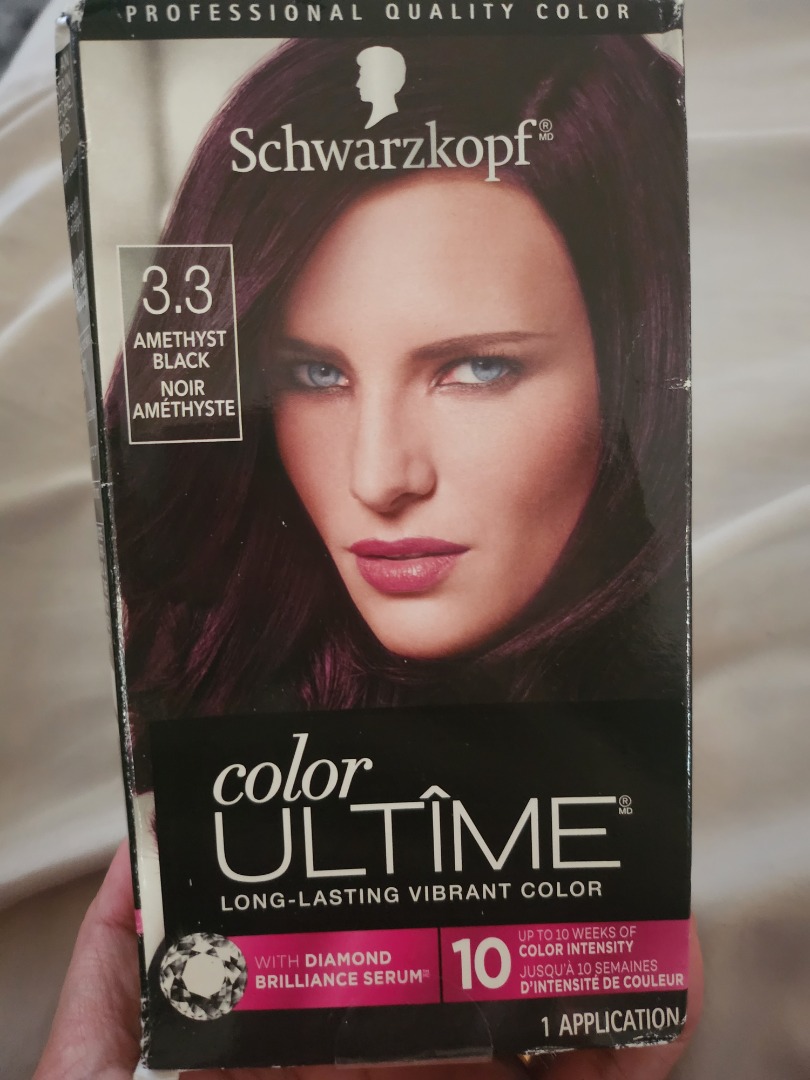 PROFESSIONAL QUALITY COLOR
Schwarzkopf® MD
3.3
AMETHYST
BLACK
NOIR
AMÉTHYSTE
color
ULTÎME® MD
LONG-LASTING VIBRANT COLOR
WITH DIAMOND
BRILLIANCE SERUM™
10
UP TO 10 WEEKS OF
COLOR INTENSITY
JUSQU'À 10 SEMAINES
D'INTENSITÉ DE COULEUR
1 APPLICATION